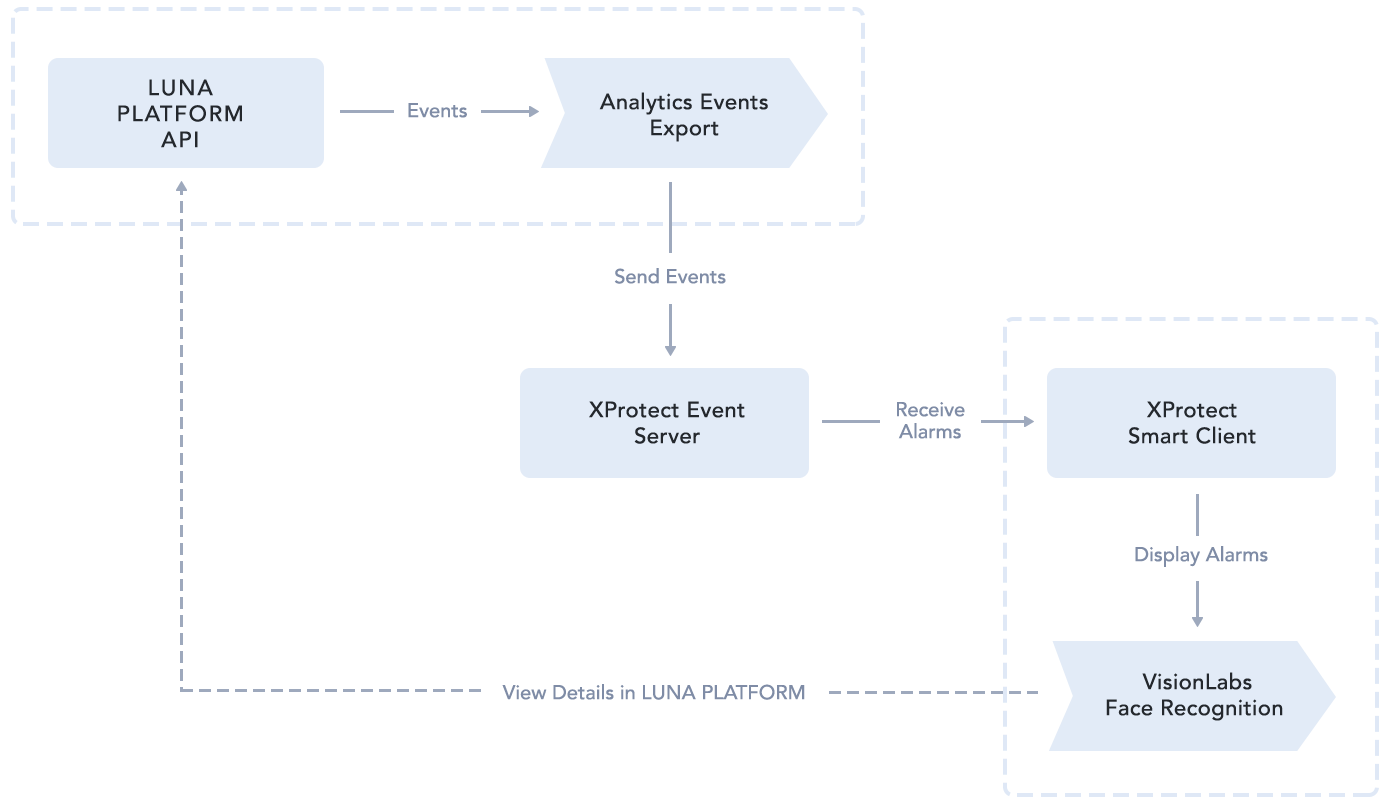 LUNA
PLATFORM
API
Events
Analytics Events
Export
Send Events
XProtect Event
Server
Receive
Alarms
XProtect
Smart Client
Display Alarms
VisionLabs
Face Recognition
View Details in LUNA PLATFORM